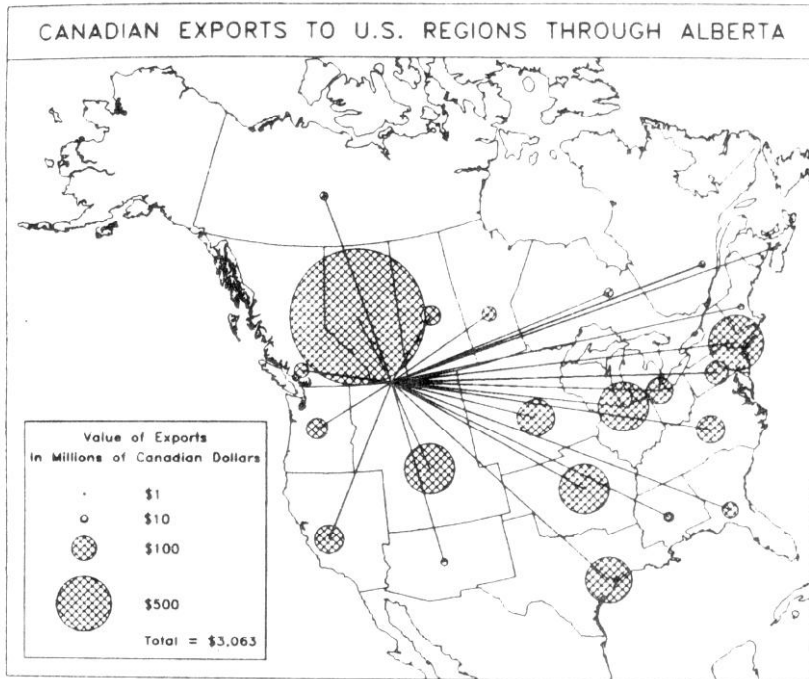 CANADIAN EXPORTS TO U.S. REGIONS THROUGH ALBERTA
Value of Exports
in Millions of Canadian Dollars
$1
$10
$100
$500
Total = $3,063